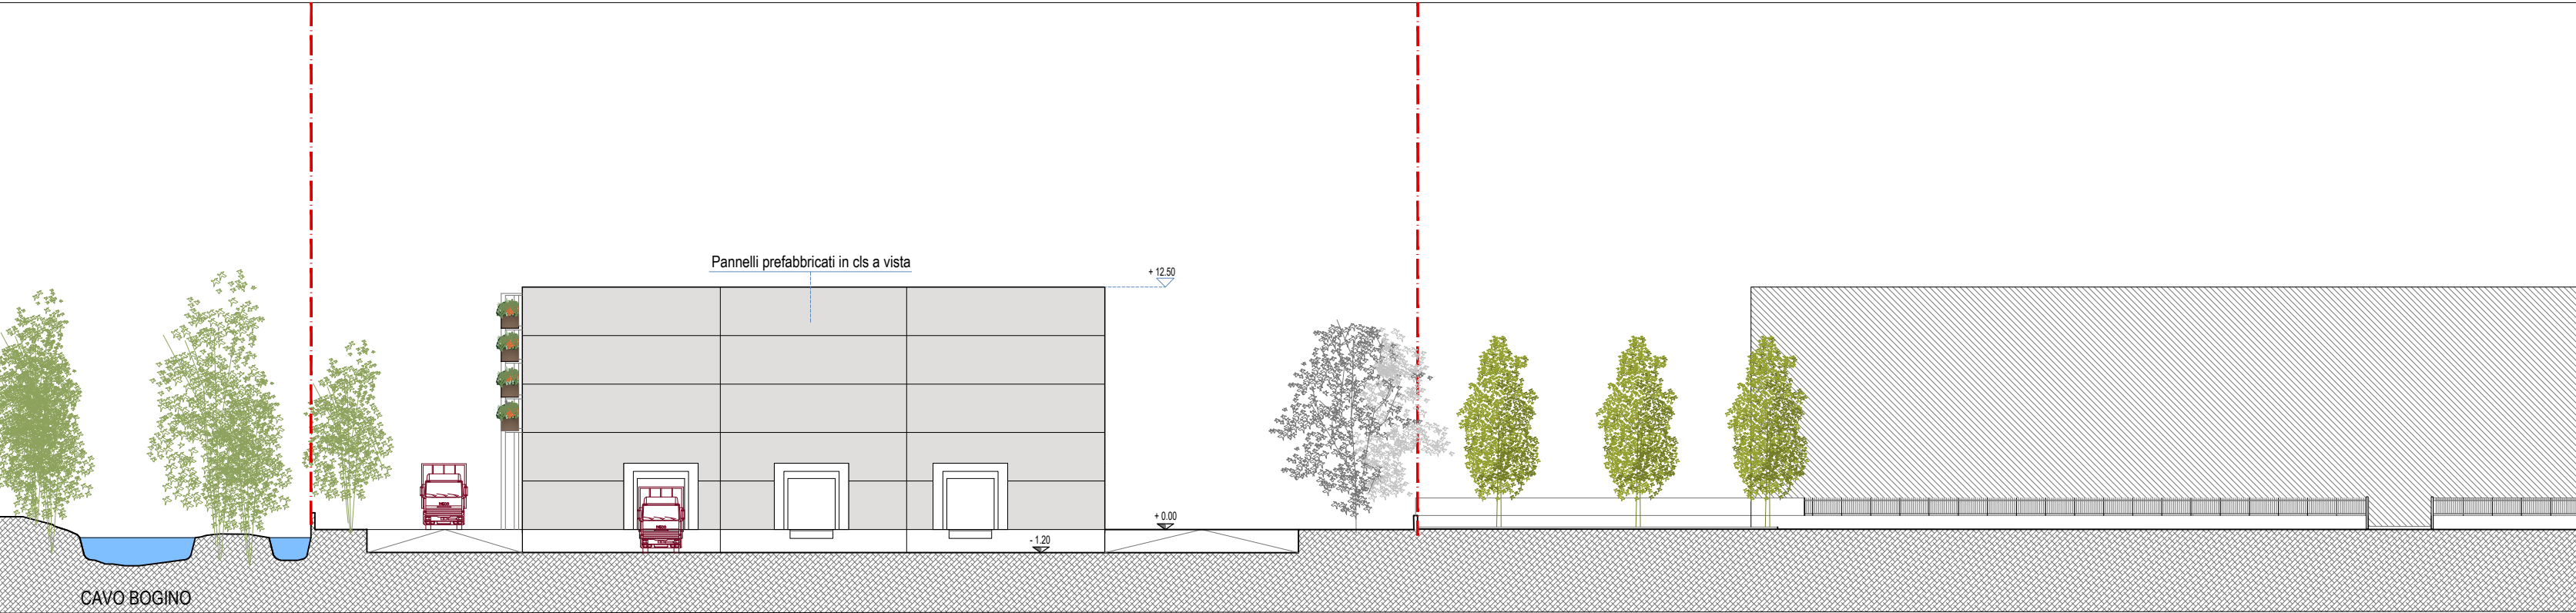 Pannelli prefabbricati in cls a vista
+ 12.50
+ 0.00
- 1.20
CAVO BOGINO